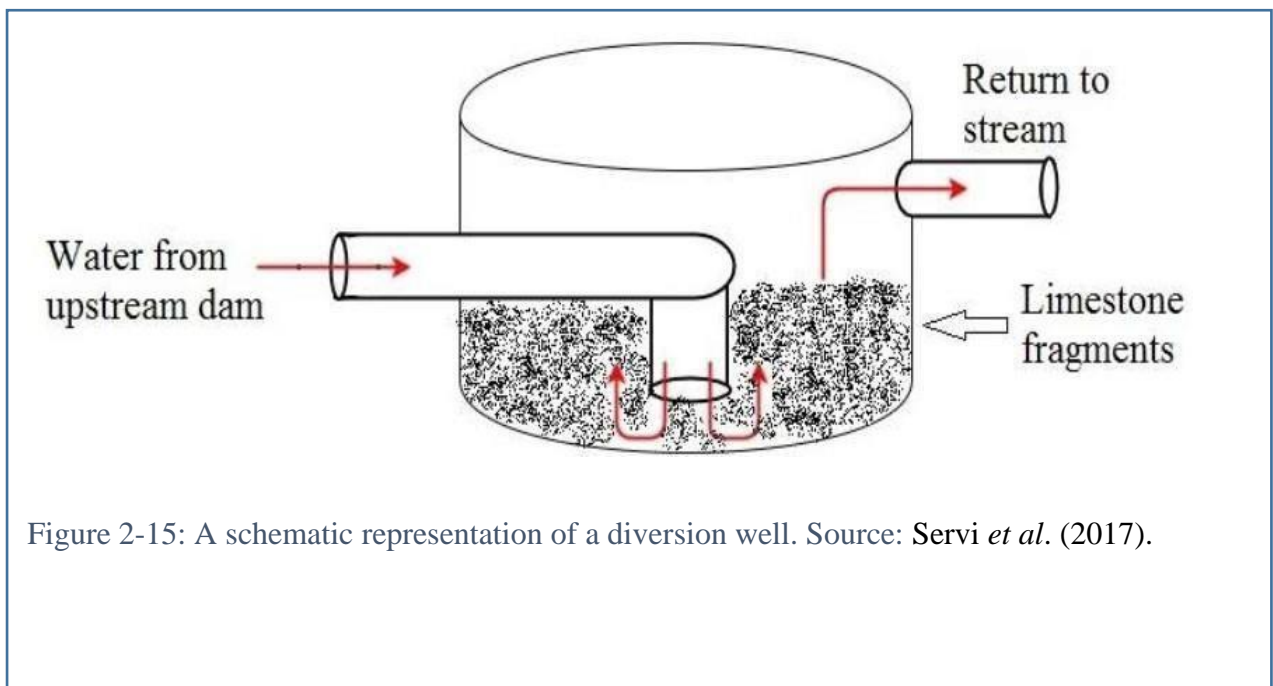 Return to
stream
Water from
upstream dam
Limestone
fragments
Figure 2-15: A schematic representation of a diversion well. Source: Servi et al. (2017).